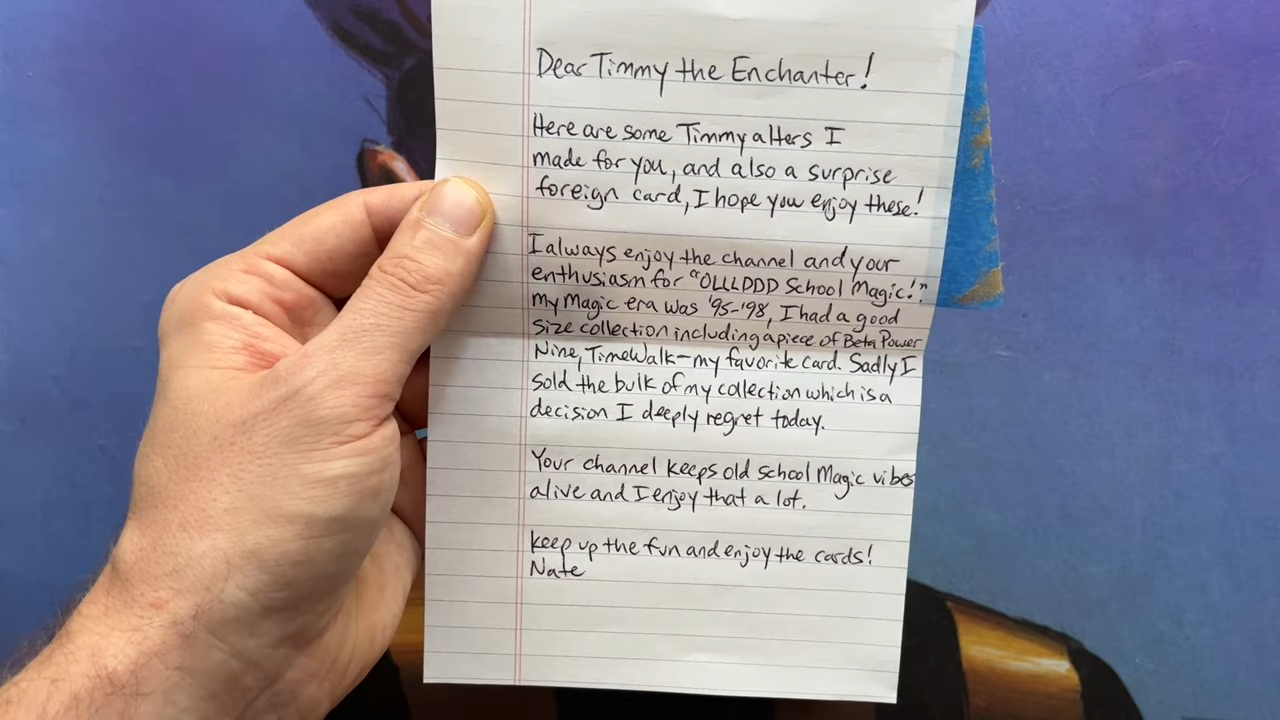 Dear Timmy the Enchanter!
Here are some Timmy alters I
made for you, and also a surprise
foreign card, I hope you enjoy these!
I always enjoy the channel and your
enthusiasm for "OLLLDDD School Magic!"
my Magic era was '95-'98, I had a good
size collection including a piece of Beta Power
Nine, TimeWalk-my favorite card. Sadly I
sold the bulk of my collection which is a
decision I deeply regret today.
Your channel keeps old school Magic vibes
alive and I enjoy that a lot.
Keep up the fun and enjoy the cards!
Nate